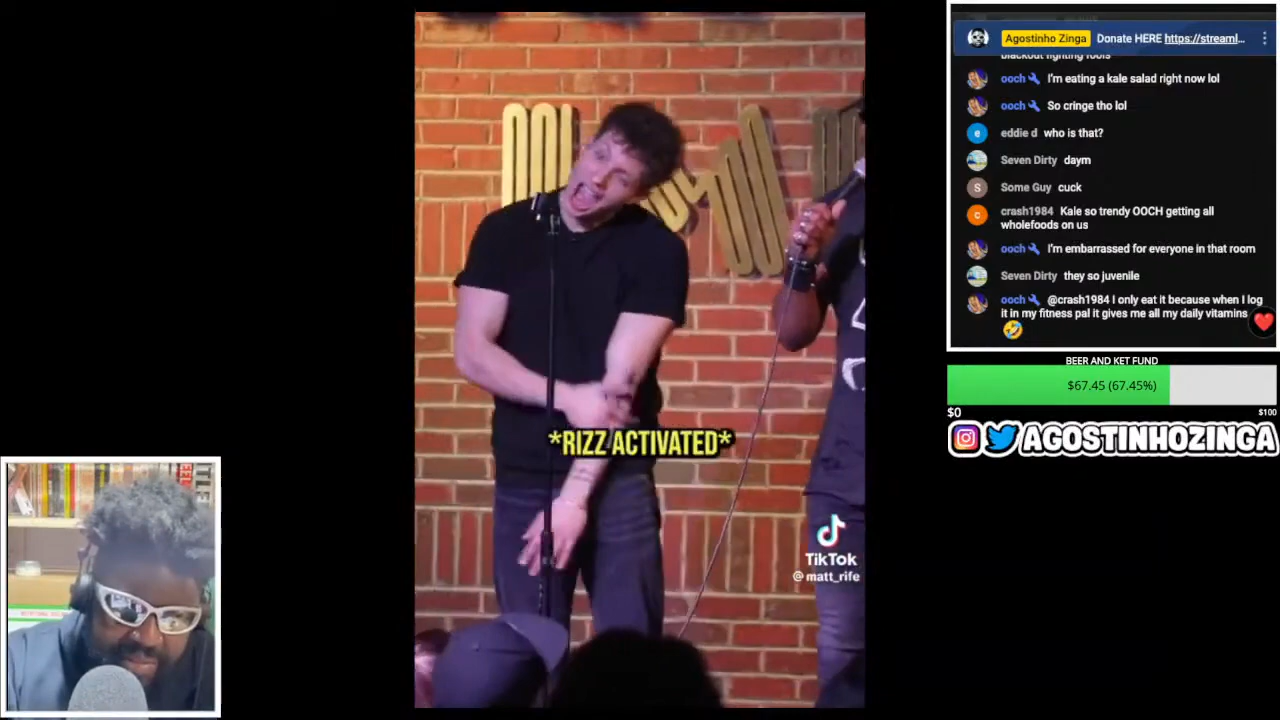 *RIZZ ACTIVATED*
TikTok
@matt_rife
Agostinho Zinga Donate HERE https://streaml...
blackout fighting fools
ooch I'm eating a kale salad right now lol
ooch So cringe tho lol
eddie d who is that?
Seven Dirty daym
Some Guy cuck
crash1984 Kale so trendy OOCH getting all
wholefoods on us
ooch I'm embarrassed for everyone in that room
Seven Dirty they so juvenile
ooch @crash1984 I only eat it because when I log
it in my fitness pal it gives me all my daily vitamins
🤣
BEER AND KET FUND
$67.45 (67.45%)
$0 $100
AGOSTINHOZINGA